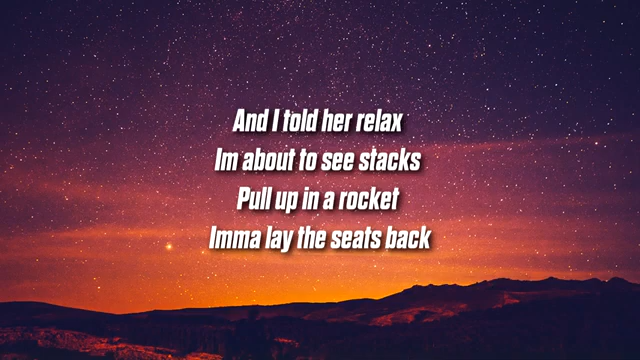 And I told her relax
Im about to see stacks
Pull up in a rocket
Imma lay the seats back